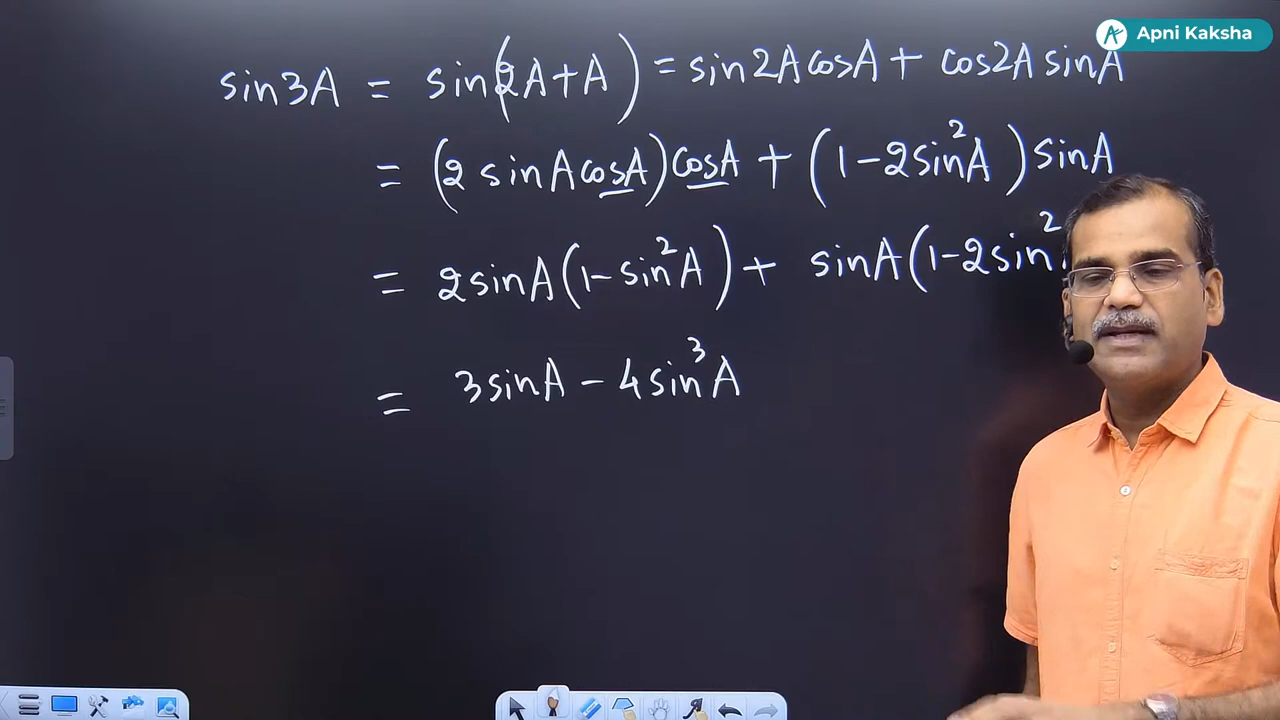 Apni Kaksha
sin3A = sin(2A+A) = sin2A cosA + cos2A sinA
= (2 sinA cosA) cosA + (1-2sin²A) sinA
= 2sinA(1-sin²A) + sinA(1-2sin²
= 3sinA - 4sin³A